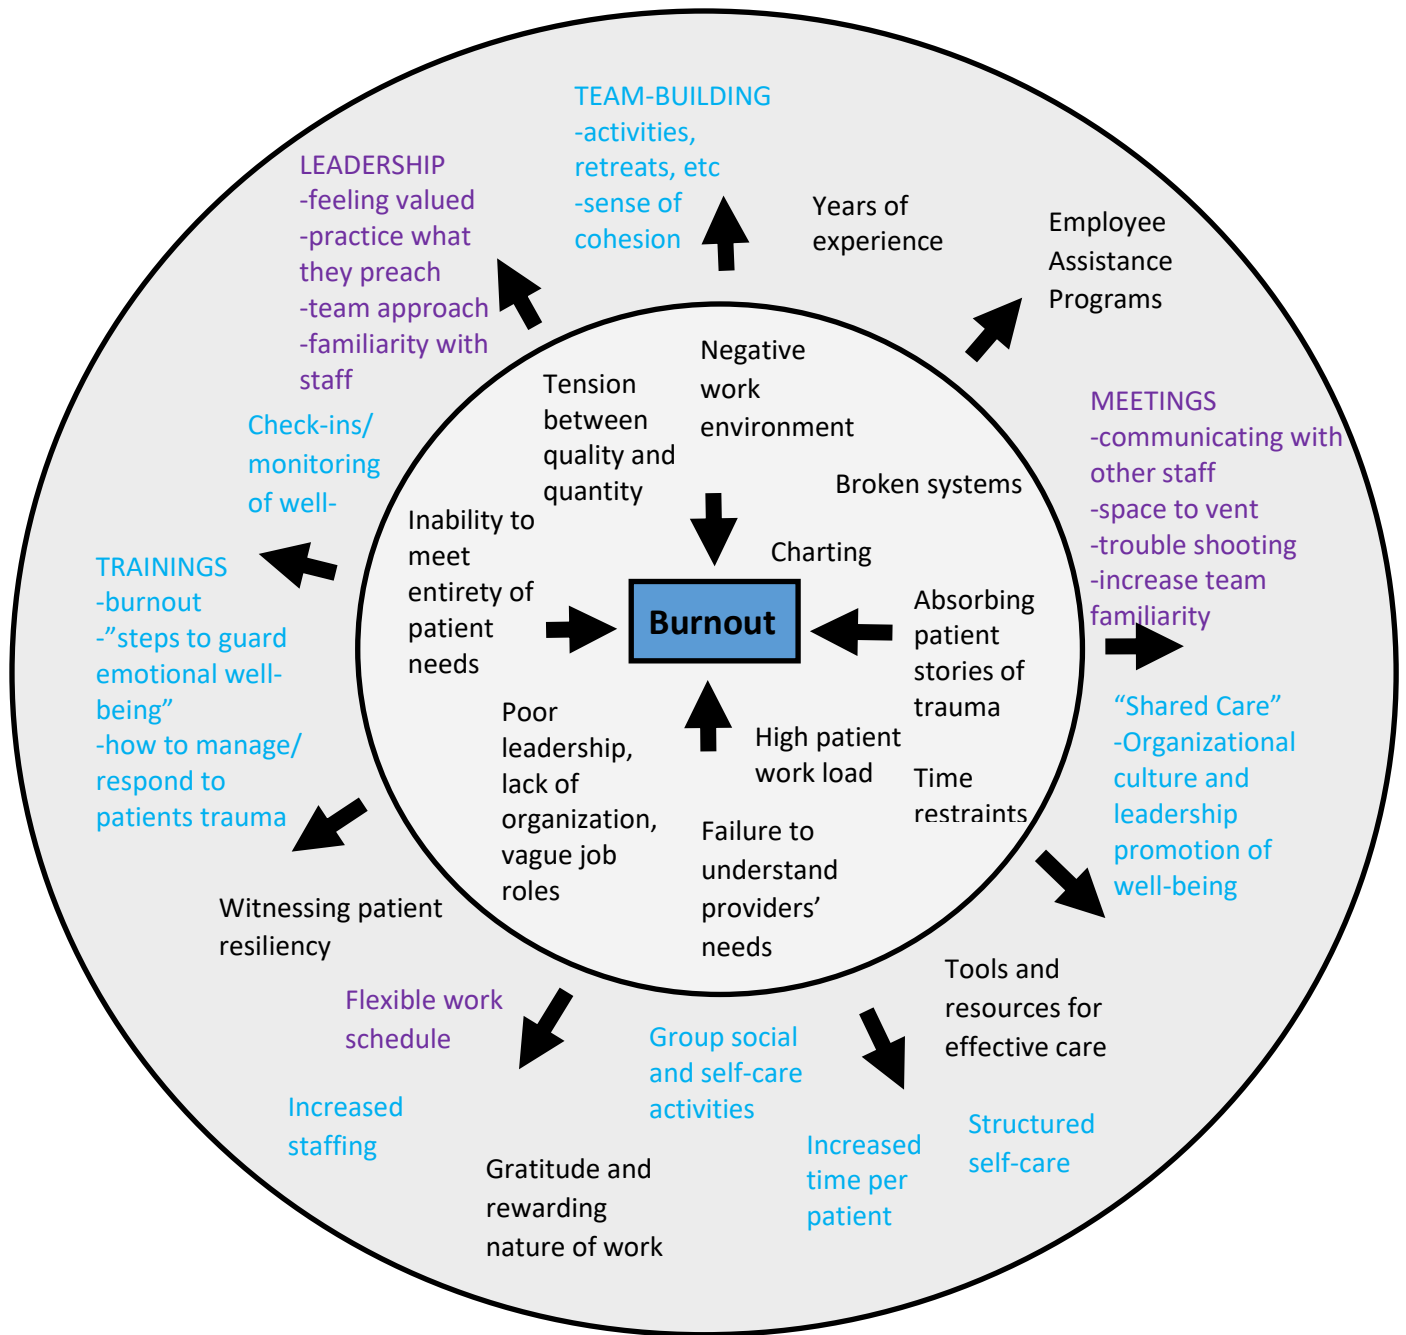 TEAM-BUILDING
-activities,
retreats, etc
-sense of
cohesion
LEADERSHIP
-feeling valued
-practice what
they preach
-team approach
-familiarity with
staff
Years of
experience
Employee
Assistance
Programs
Check-ins/
monitoring
of well-
MEETINGS
-communicating with
other staff
-space to vent
-trouble shooting
-increase team
familiarity
TRAININGS
-burnout
-”steps to guard
emotional well-
being”
-how to manage/
respond to
patients trauma
“Shared Care”
-Organizational
culture and
leadership
promotion of
well-being
Negative
work
environment
Tension
between
quality and
quantity
Broken systems
Inability to
meet
entirety of
patient
needs
Charting
Burnout
Absorbing
patient
stories of
trauma
Poor
leadership,
lack of
organization,
vague job
roles
High patient
work load
Time
restraints
Failure to
understand
providers’
needs
Witnessing patient
resiliency
Flexible work
schedule
Increased
staffing
Gratitude and
rewarding
nature of work
Group social
and self-care
activities
Increased
time per
patient
Tools and
resources for
effective care
Structured
self-care